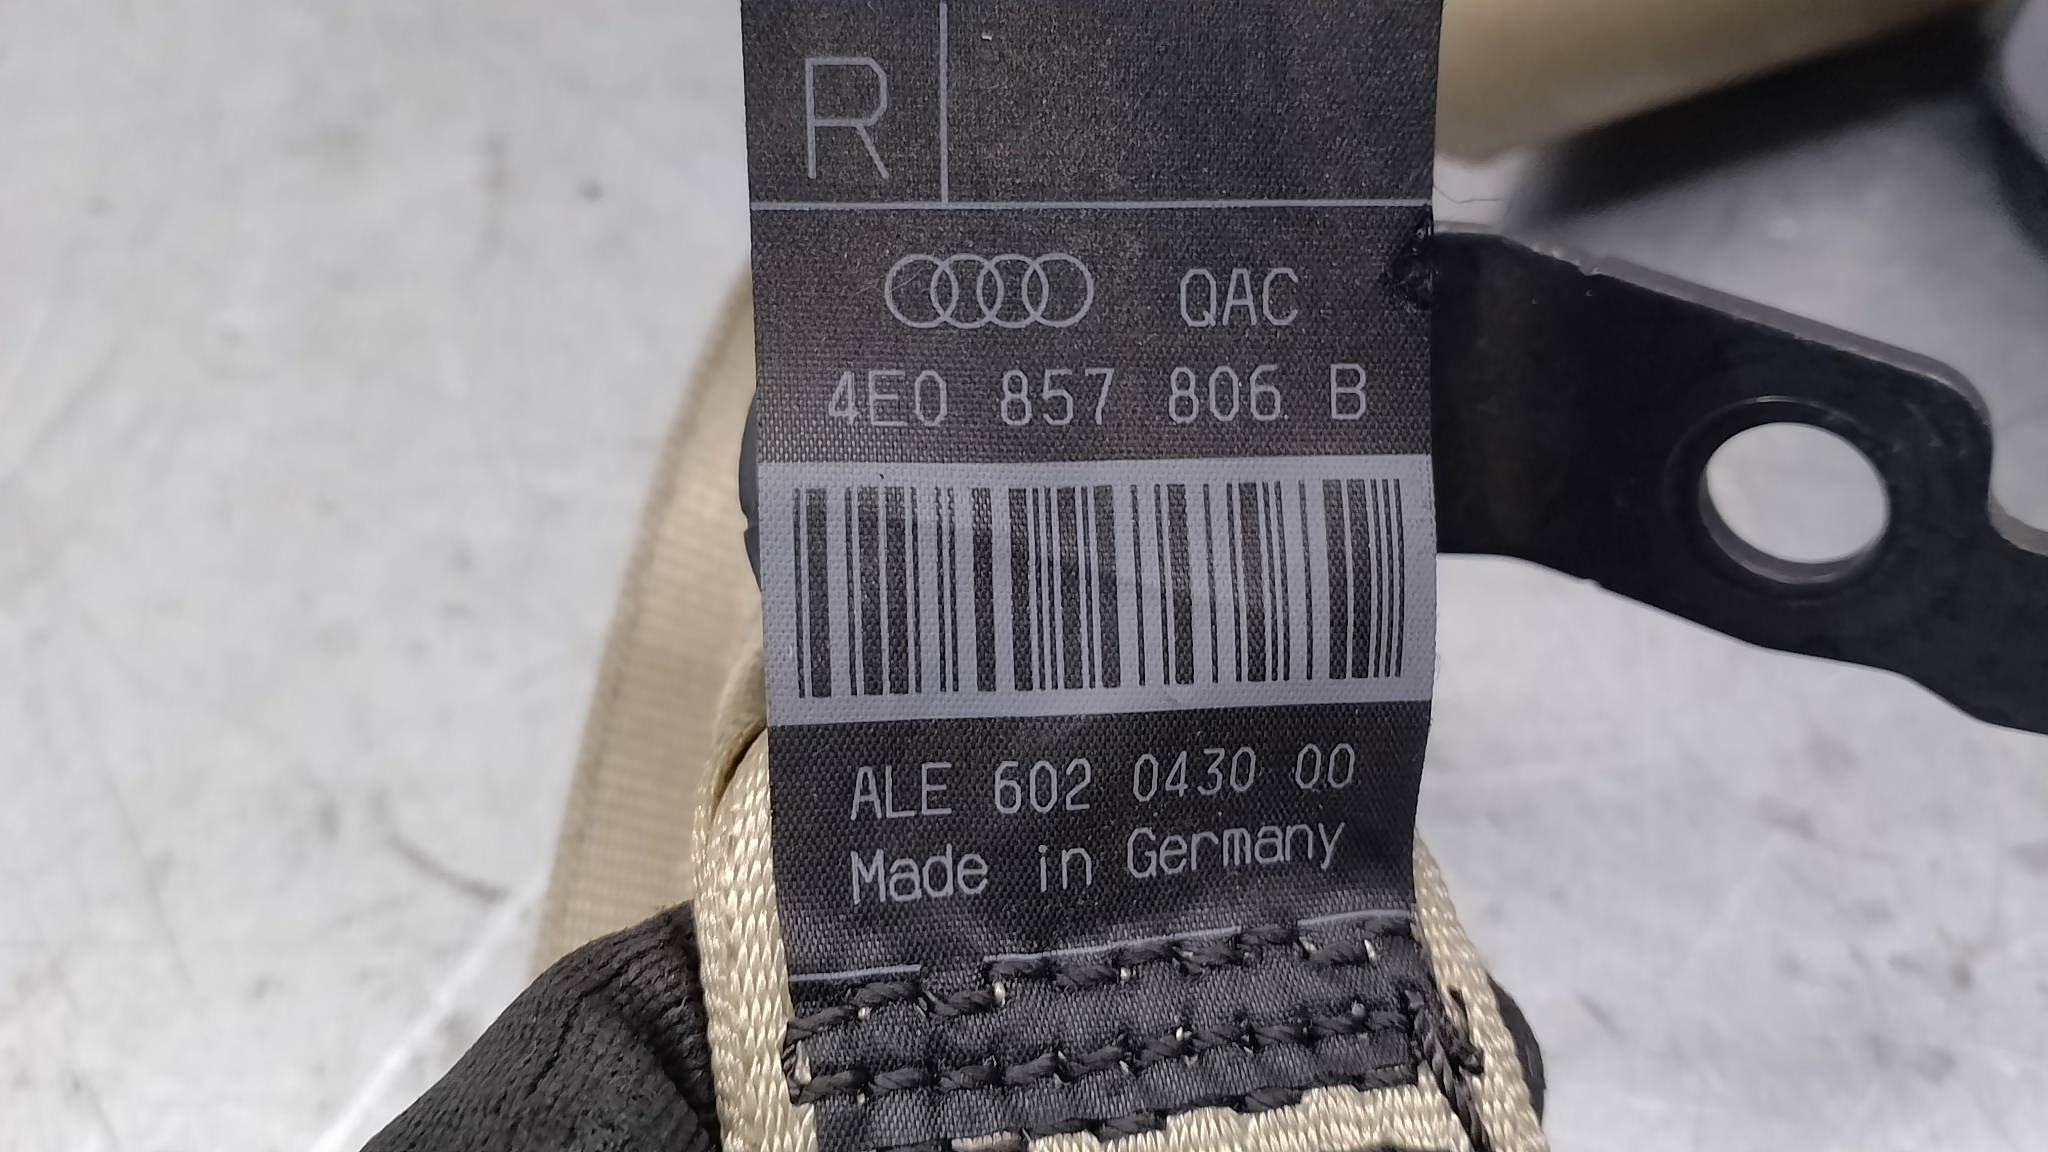 R
QAC
4E0 857 806 B
ALE 602 0430 00
Made in Germany